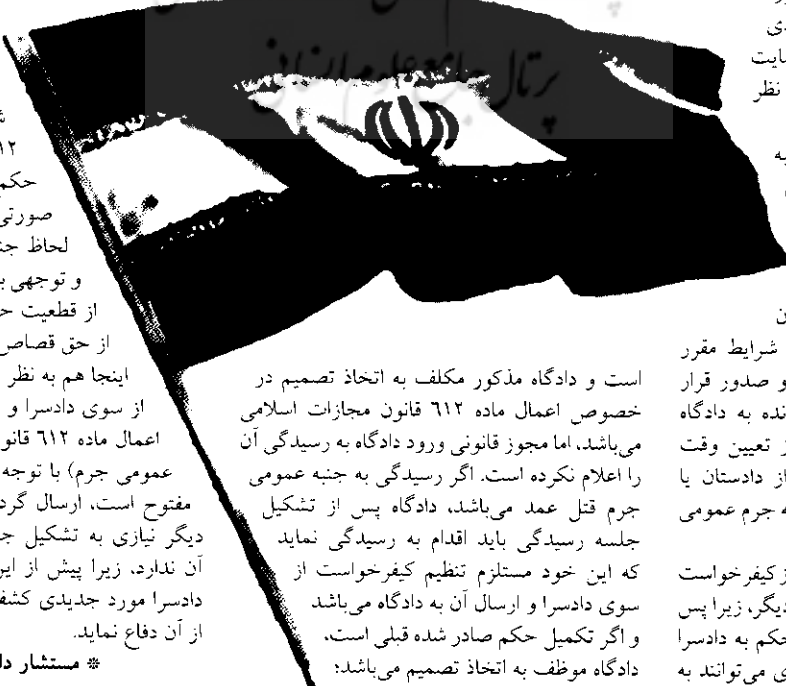 ور
دی
ایت
نظر
به
ن
شرایط مقرر
و صدور قرار
نده به دادگاه
ز تعیین وقت
از دادستان یا
ه جرم عمومی
ز کیفرخواست
دیگر، زیرا پس
حکم به دادسرا
ی می‌توانند به
است و دادگاه مذکور مکلف به اتخاذ تصمیم در
خصوص اعمال ماده ٦١٢ قانون مجازات اسلامی
می‌باشد، اما مجوز قانونی ورود دادگاه به رسیدگی آن
را اعلام نکرده است. اگر رسیدگی به جنبه عمومی
جرم قتل عمد می‌باشد، دادگاه پس از تشکیل
جلسه رسیدگی باید اقدام به رسیدگی نماید
که این خود مستلزم تنظیم کیفرخواست از
سوی دادسرا و ارسال آن به دادگاه می‌باشد
و اگر تکمیل حکم صادر شده قبلی است،
دادگاه موظف به اتخاذ تصمیم می‌باشد؛
١٢
حکم
صورتی
لحاظ جن
و توجهی ب
از قطعیت ح
از حق قصاص
اینجا هم به نظر
از سوی دادسرا و
اعمال ماده ٦١٢ قانو
عمومی جرم) با توجه
مفتوح است، ارسال گرد
دیگر نیازی به تشکیل ج
آن ندارد، زیرا پیش از این
دادسرا مورد جدیدی کشف
از آن دفاع نماید.
* مستشار دا
پرتال جامع علوم انسانی